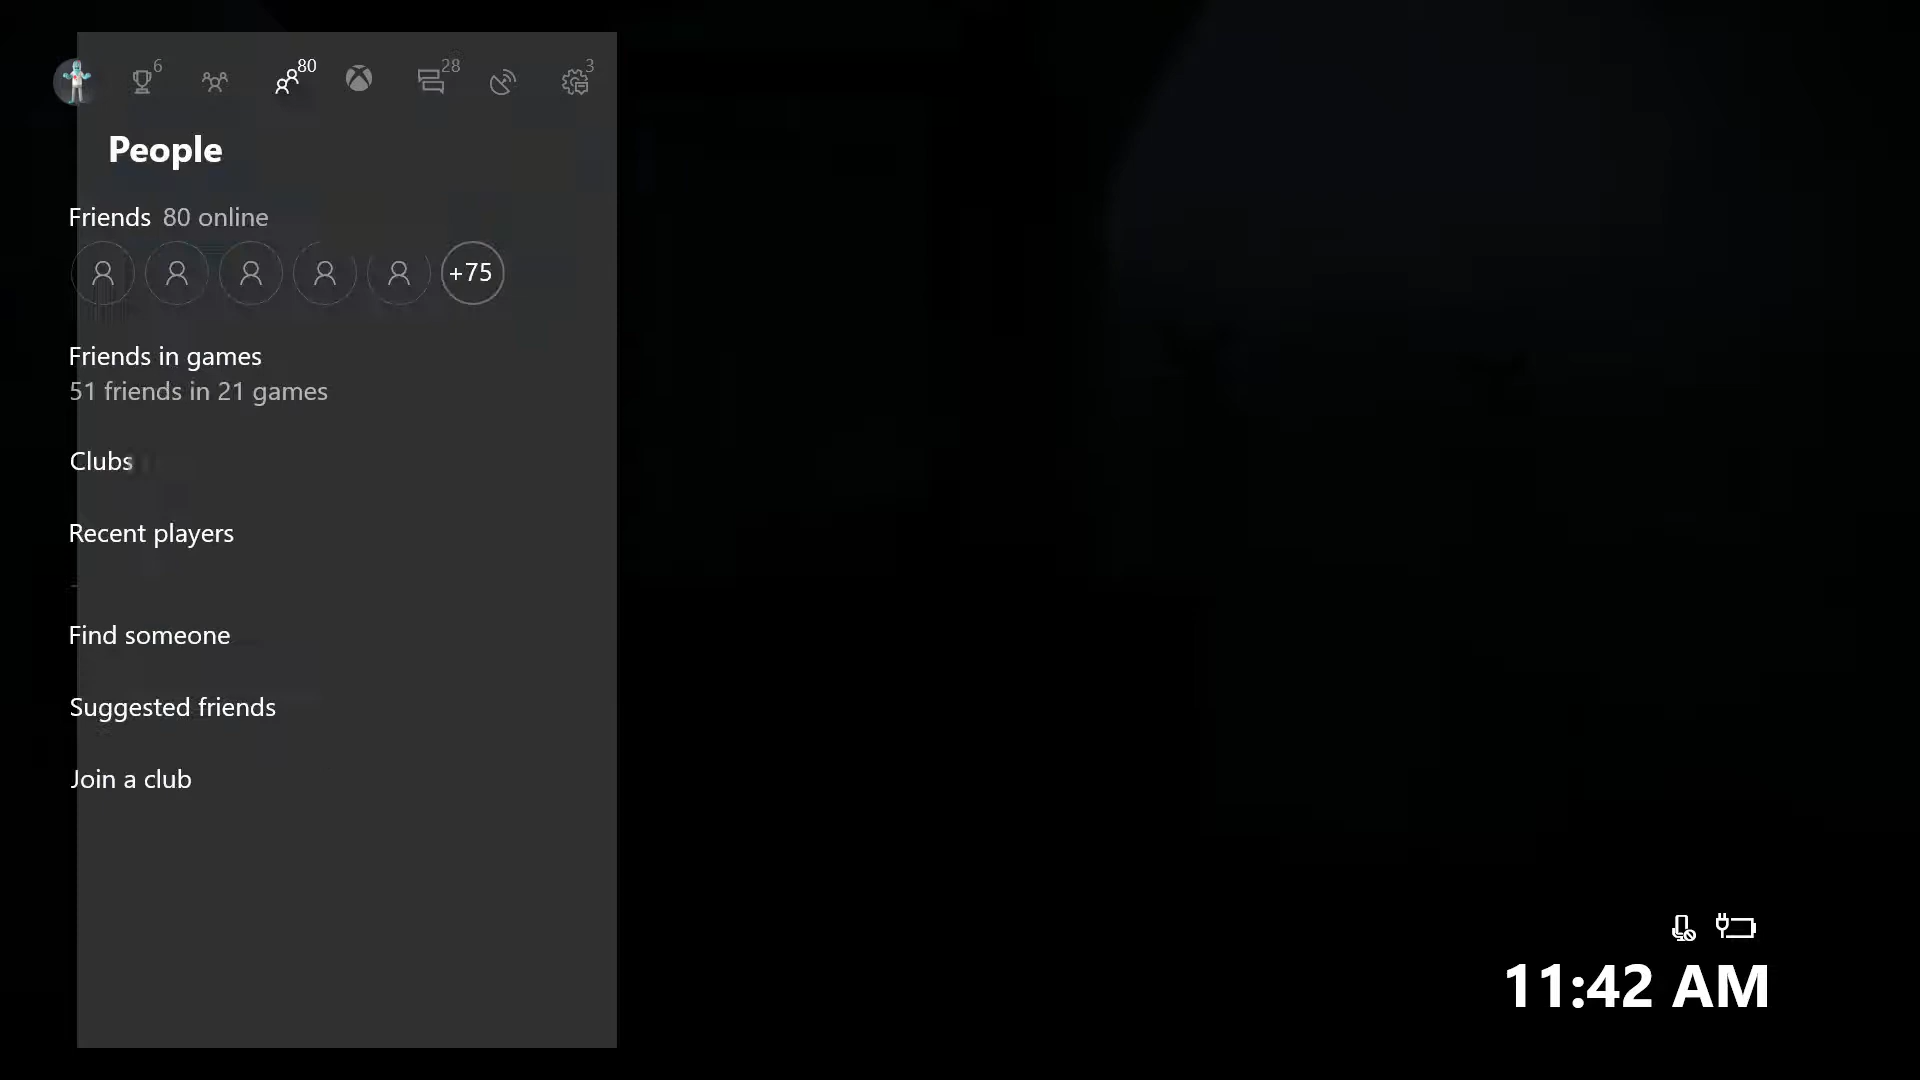 6
80
28
3
People
Friends 80 online
+75
Friends in games
51 friends in 21 games
Clubs
Recent players
Find someone
Suggested friends
Join a club
11:42 AM